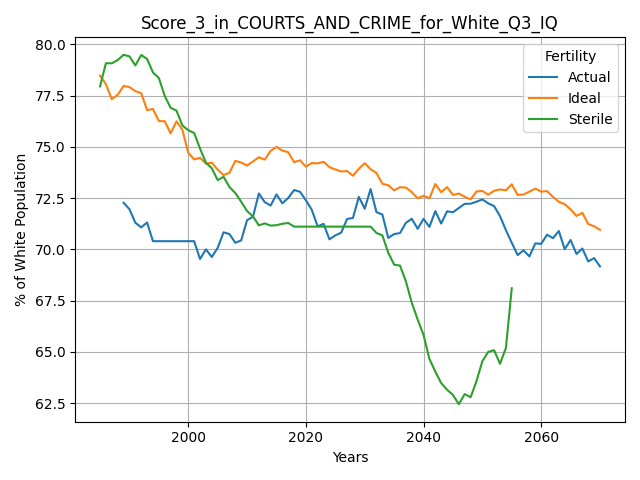 Score_3_in_COURTS_AND_CRIME_for_White_Q3_IQ
80.0
77.5
75.0
72.5
70.0
67.5
65.0
62.5
% of White Population
Fertility
Actual
Ideal
Sterile
2000 2020 2040 2060
Years